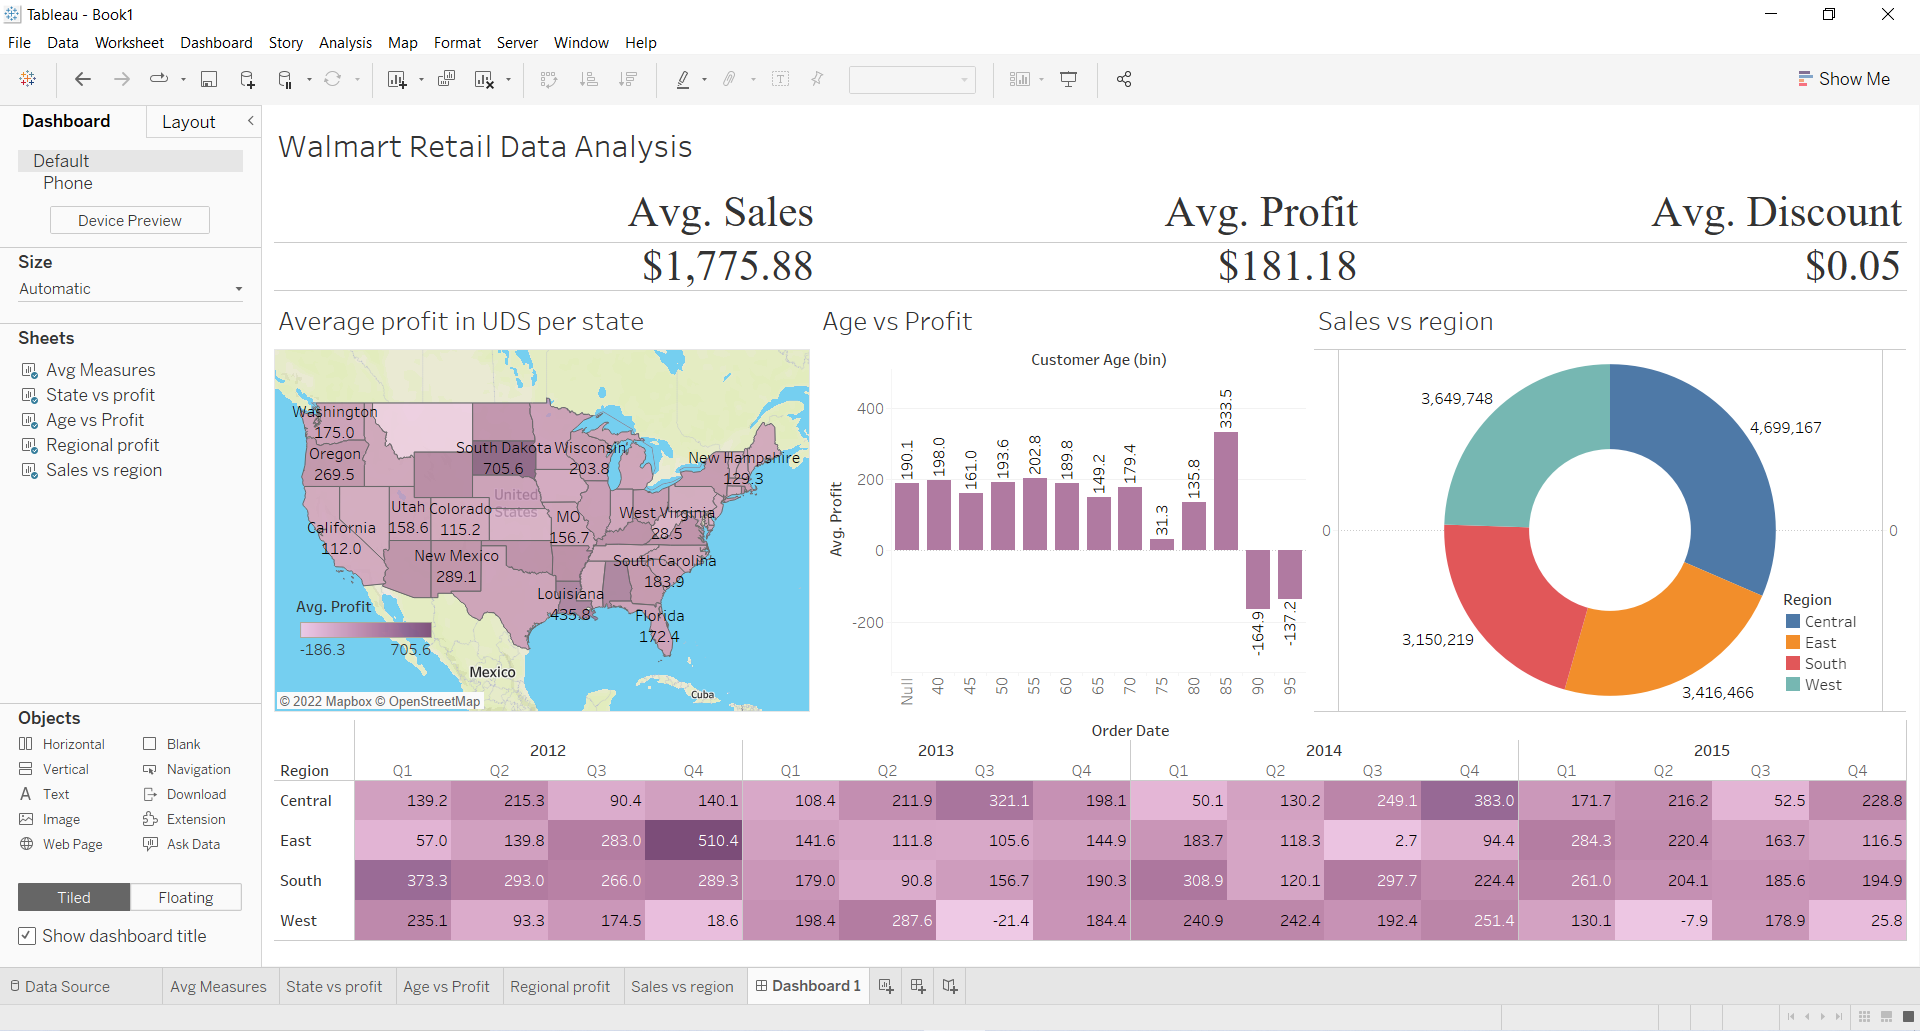 Tableau - Book1
File Data Worksheet Dashboard Story Analysis Map Format Server Window Help
Show Me
Dashboard Layout
Default
Phone
Device Preview
Size
Automatic
Sheets
Avg Measures
State vs profit
Age vs Profit
Regional profit
Sales vs region
Objects
Horizontal Blank
Vertical Navigation
A Text Download
Image Extension
Web Page Ask Data
Tiled Floating
Show dashboard title
Walmart Retail Data Analysis
Avg. Sales Avg. Profit Avg. Discount
$1,775.88 $181.18 $0.05
Average profit in UDS per state
Washington
175.0
Oregon
269.5
South Dakota
705.6
Wisconsin
203.8
New Hampshire
129.3
United
States
Utah
158.6
Colorado
115.2
MO
156.7
West Virginia
28.5
California
112.0
New Mexico
289.1
South Carolina
183.9
Louisiana
435.8
Florida
172.4
Avg. Profit
-186.3 705.6
Mexico
Cuba
© 2022 Mapbox © OpenStreetMap
Age vs Profit
Customer Age (bin)
Avg. Profit
400
200
0
-200
190.1 198.0 161.0 193.6 202.8 189.8 149.2 179.4 31.3 135.8 333.5 -164.9 -137.2
Null 40 45 50 55 60 65 70 75 80 85 90 95
Sales vs region
3,649,748
4,699,167
0 0
3,150,219
3,416,466
Region
Central
East
South
West
Order Date
2012 2013 2014 2015
Region Q1 Q2 Q3 Q4 Q1 Q2 Q3 Q4 Q1 Q2 Q3 Q4 Q1 Q2 Q3 Q4
Central 139.2 215.3 90.4 140.1 108.4 211.9 321.1 198.1 50.1 130.2 249.1 383.0 171.7 216.2 52.5 228.8
East 57.0 139.8 283.0 510.4 141.6 111.8 105.6 144.9 183.7 118.3 2.7 94.4 284.3 220.4 163.7 116.5
South 373.3 293.0 266.0 289.3 179.0 90.8 156.7 190.3 308.9 120.1 297.7 224.4 261.0 204.1 185.6 194.9
West 235.1 93.3 174.5 18.6 198.4 287.6 -21.4 184.4 240.9 242.4 192.4 251.4 130.1 -7.9 178.9 25.8
Data Source Avg Measures State vs profit Age vs Profit Regional profit Sales vs region Dashboard 1